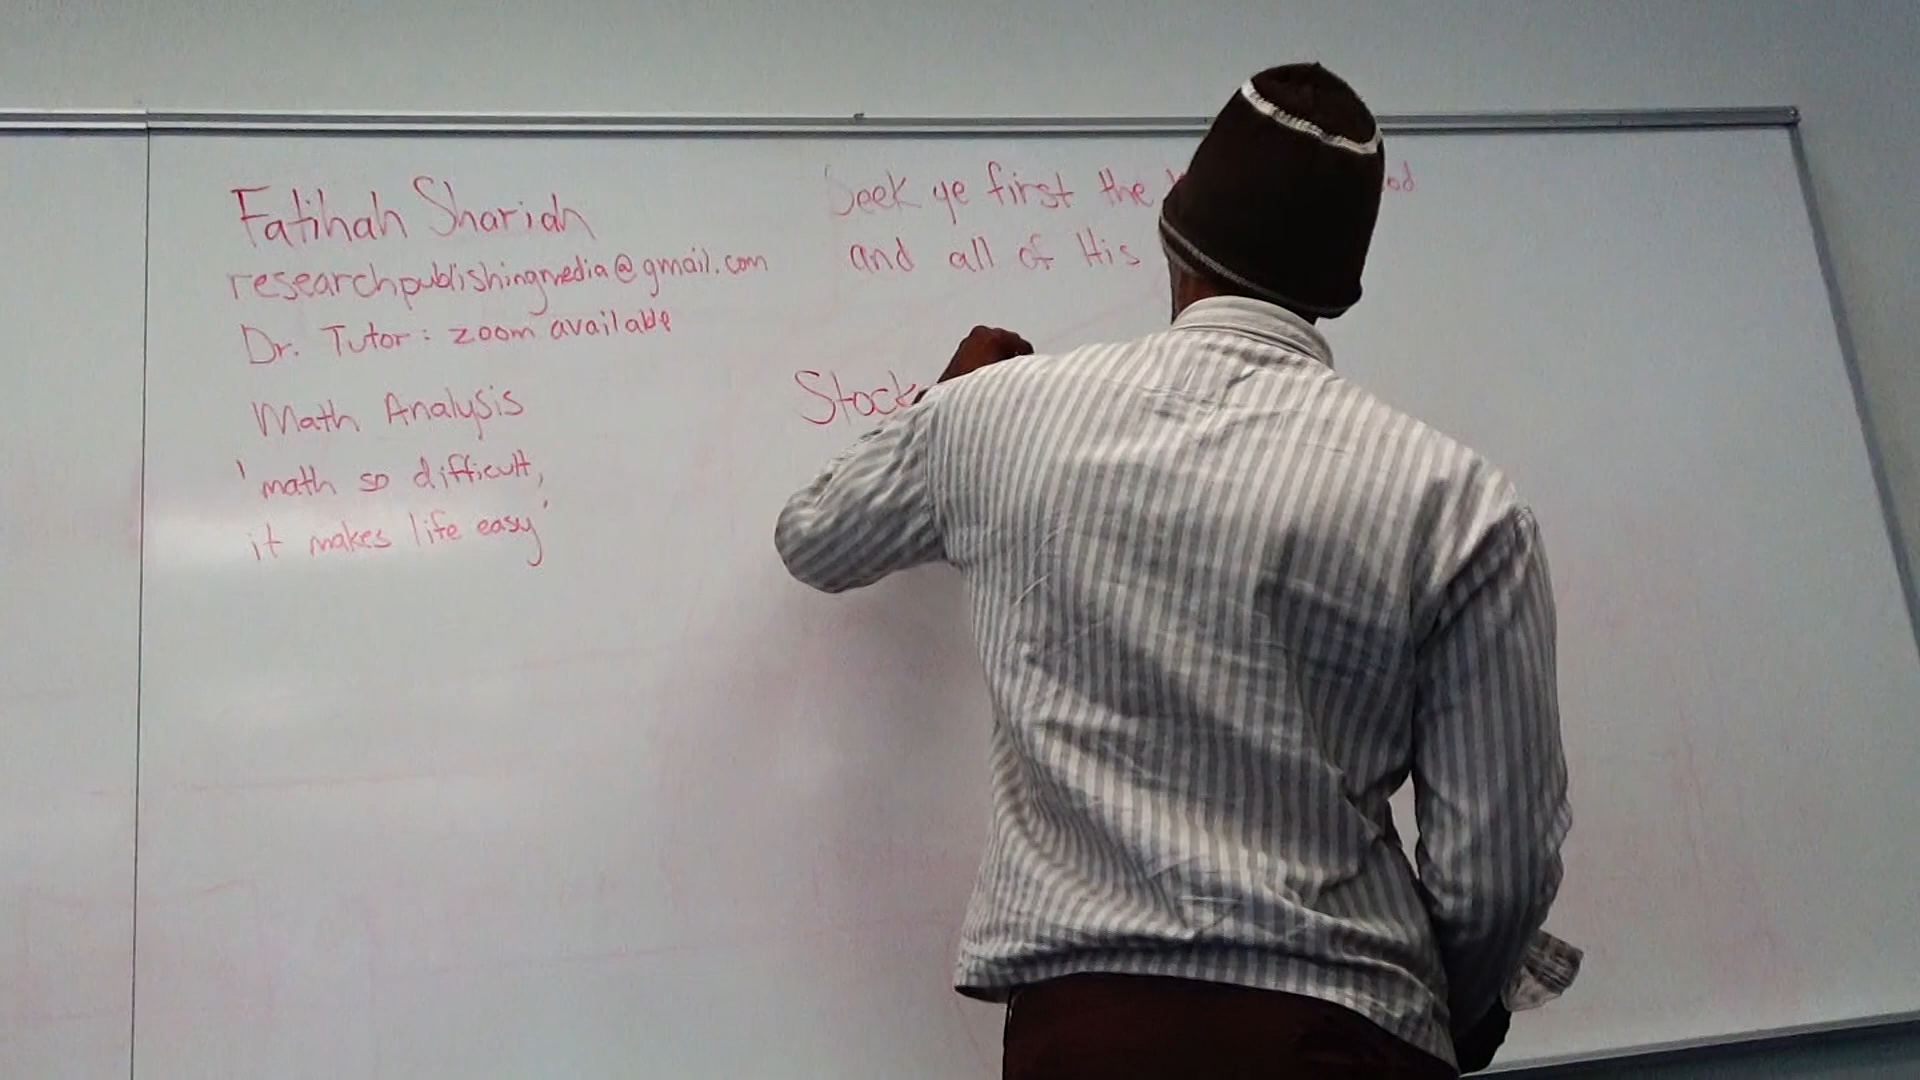 Fatihah Shariah
researchpublishingmedia@gmail.com
Dr. Tutor: zoom available
Math Analysis
'math so difficult,
it makes life easy'
Seek ye first the
and all of His
Stock